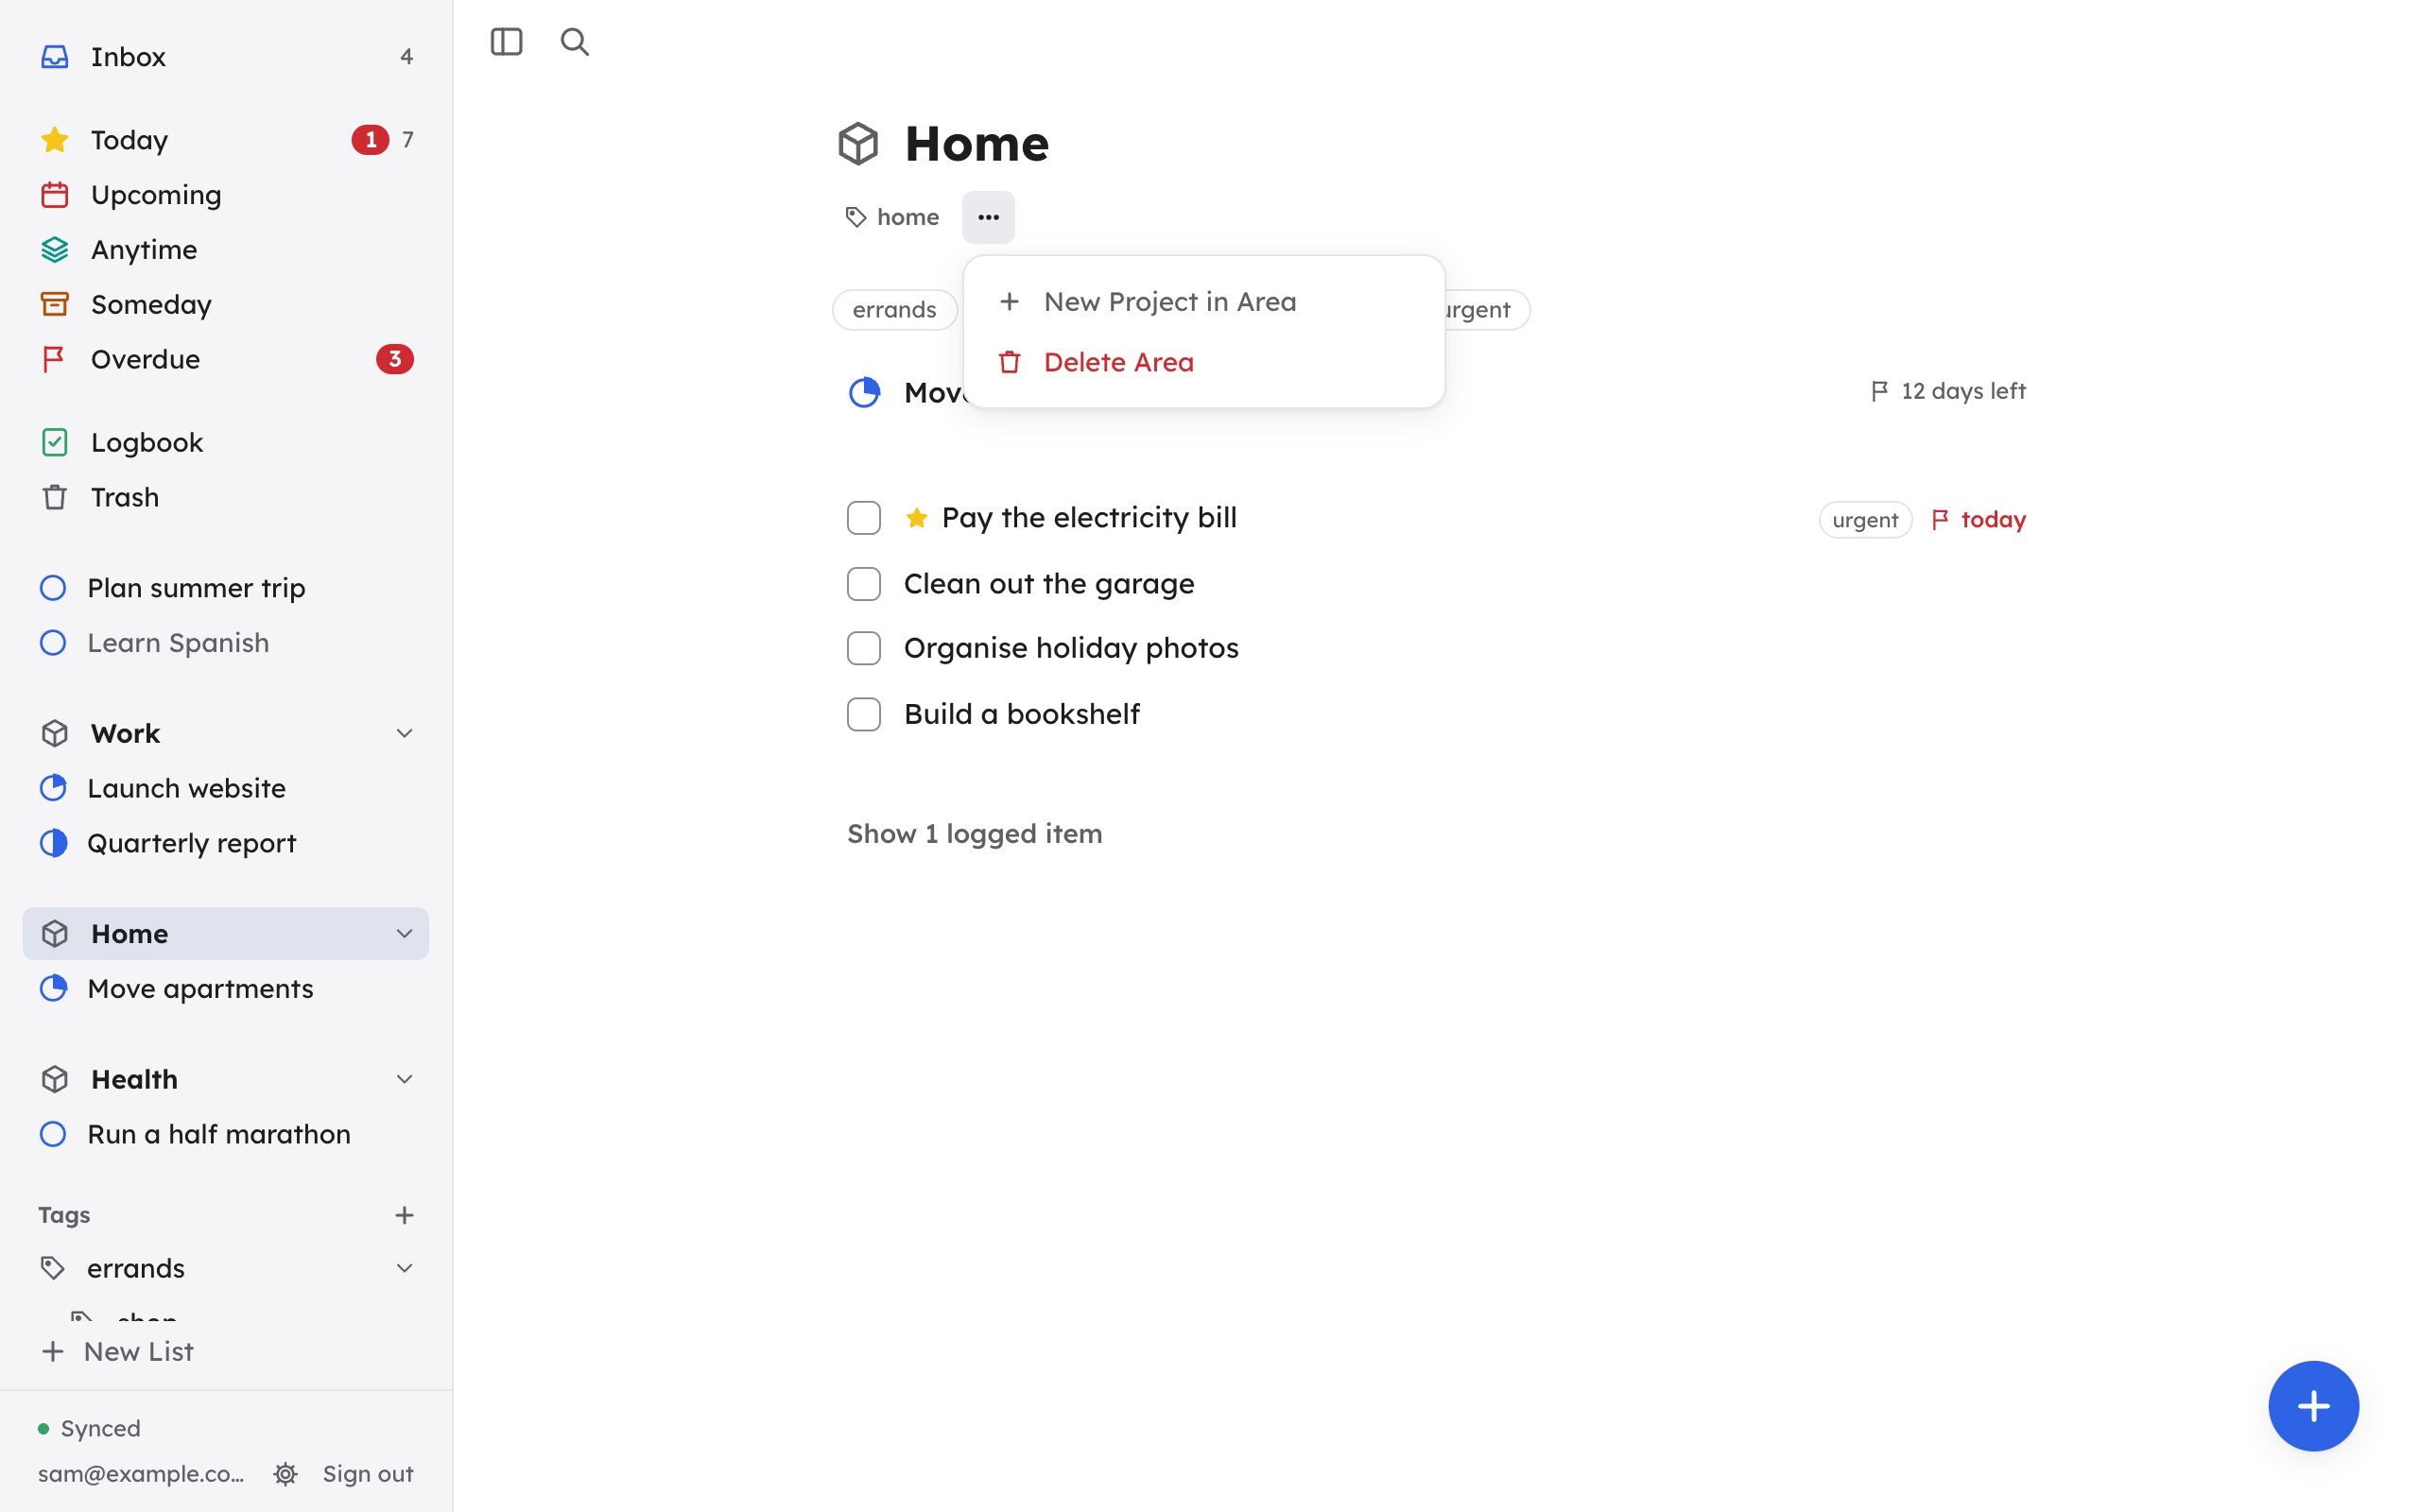 Inbox 4
Today 1 7
Upcoming
Anytime
Someday
Overdue 3
Logbook
Trash
Plan summer trip
Learn Spanish
Work
Launch website
Quarterly report
Home
Move apartments
Health
Run a half marathon
Tags
errands
shop
New List
Synced
sam@example.co...
Sign out
Home
home
New Project in Area
Delete Area
errands
urgent
12 days left
Pay the electricity bill
urgent
today
Clean out the garage
Organise holiday photos
Build a bookshelf
Show 1 logged item